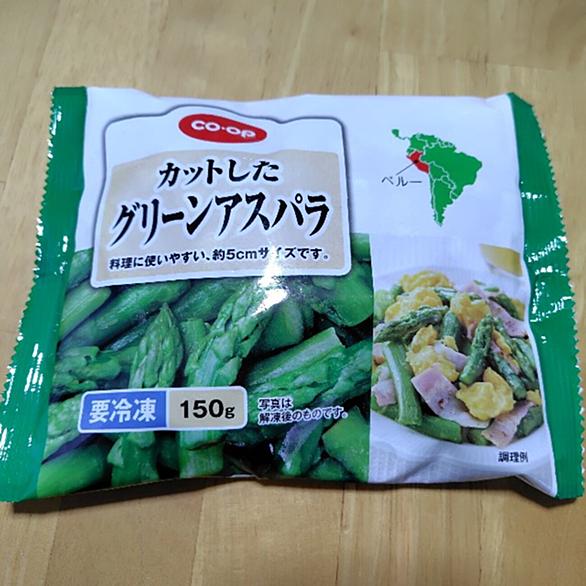 CO・OP
カットした
グリーンアスパラ
料理に使いやすい、約5cmサイズです。
ペルー
要冷凍 150g
写真は
解凍後のものです。
調理例